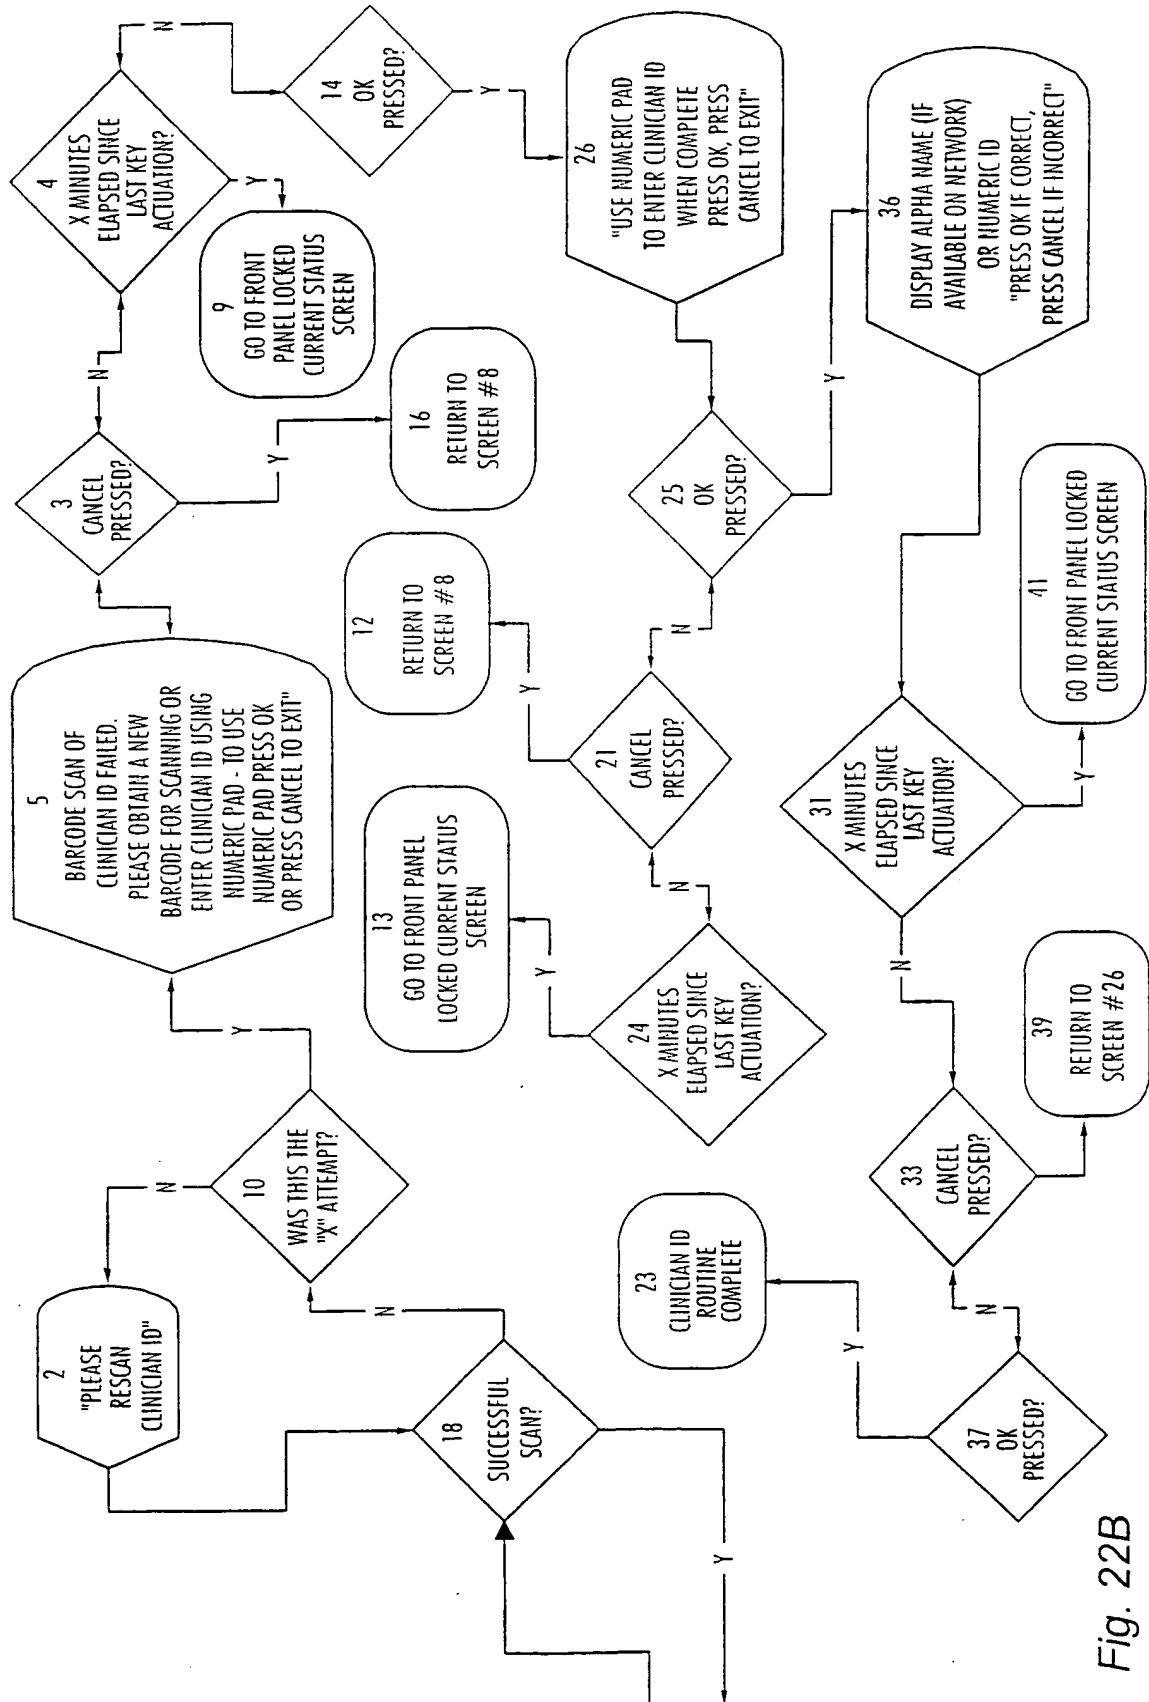 2
"PLEASE
RESCAN
CLINICIAN ID"
N
10
WAS THIS THE
"X" ATTEMPT?
Y
5
BARCODE SCAN OF
CLINICIAN ID FAILED.
PLEASE OBTAIN A NEW
BARCODE FOR SCANNING OR
ENTER CLINICIAN ID USING
NUMERIC PAD - TO USE
NUMERIC PAD PRESS OK
OR PRESS CANCEL TO EXIT"
3
CANCEL
PRESSED?
N
Y
4
X MINUTES
ELAPSED SINCE
LAST KEY
ACTUATION?
N
Y
9
GO TO FRONT
PANEL LOCKED
CURRENT STATUS
SCREEN
16
RETURN TO
SCREEN #8
14
OK
PRESSED?
Y
18
SUCCESSFUL
SCAN?
N
Y
13
GO TO FRONT PANEL
LOCKED CURRENT STATUS
SCREEN
Y
12
RETURN TO
SCREEN #8
Y
24
X MINUTES
ELAPSED SINCE
LAST KEY
ACTUATION?
N
21
CANCEL
PRESSED?
N
25
OK
PRESSED?
Y
26
"USE NUMERIC PAD
TO ENTER CLINICIAN ID
WHEN COMPLETE
PRESS OK, PRESS
CANCEL TO EXIT"
23
CLINICIAN ID
ROUTINE
COMPLETE
Y
37
OK
PRESSED?
N
33
CANCEL
PRESSED?
N
31
X MINUTES
ELAPSED SINCE
LAST KEY
ACTUATION?
Y
36
DISPLAY ALPHA NAME (IF
AVAILABLE ON NETWORK)
OR NUMERIC ID
"PRESS OK IF CORRECT,
PRESS CANCEL IF INCORRECT"
39
RETURN TO
SCREEN #26
41
GO TO FRONT PANEL LOCKED
CURRENT STATUS SCREEN
Fig. 22B